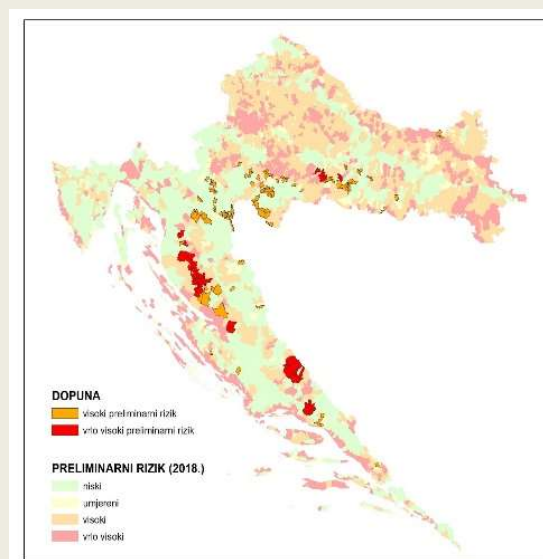 DOPUNA
visoki preliminarni rizik
vrlo visoki preliminarni rizik
PRELIMINARNI RIZIK (2018.)
niski
umjereni
visoki
vrlo visoki